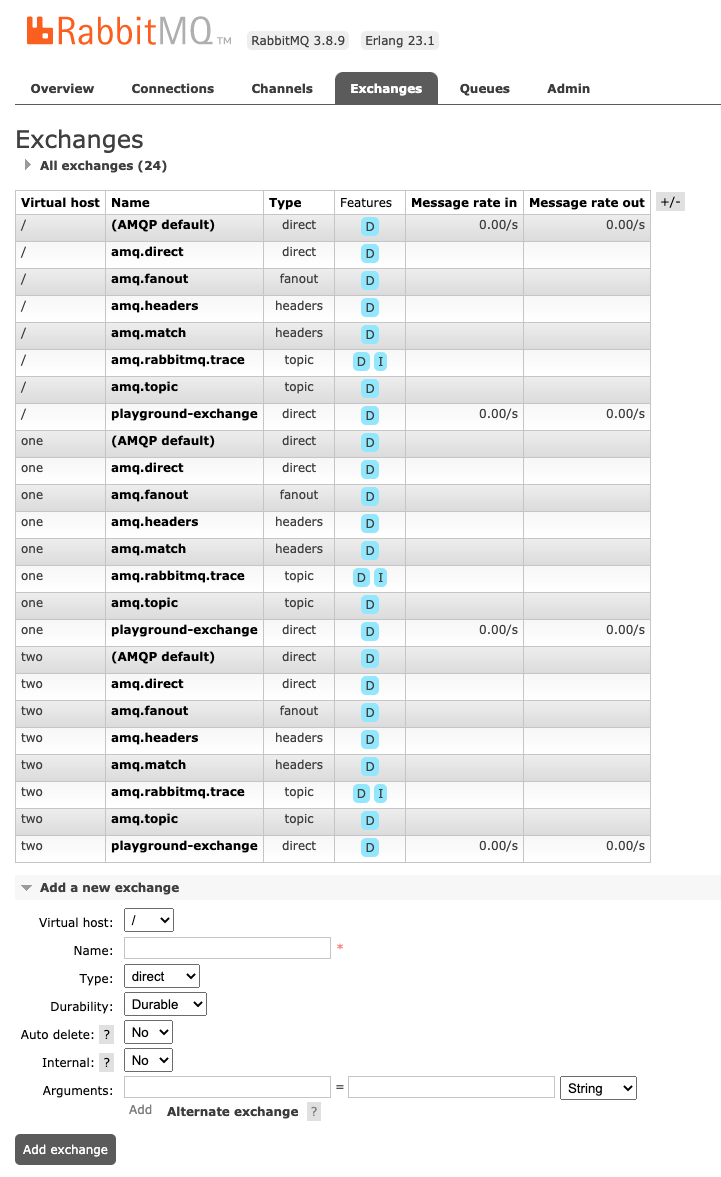 RabbitMQ TM RabbitMQ 3.8.9 Erlang 23.1
Overview Connections Channels Exchanges Queues Admin
Exchanges
All exchanges (24)
Virtual host Name Type Features Message rate in Message rate out +/-
/ (AMQP default) direct D 0.00/s 0.00/s
/ amq.direct direct D
/ amq.fanout fanout D
/ amq.headers headers D
/ amq.match headers D
/ amq.rabbitmq.trace topic D I
/ amq.topic topic D
/ playground-exchange direct D 0.00/s 0.00/s
one (AMQP default) direct D
one amq.direct direct D
one amq.fanout fanout D
one amq.headers headers D
one amq.match headers D
one amq.rabbitmq.trace topic D I
one amq.topic topic D
one playground-exchange direct D 0.00/s 0.00/s
two (AMQP default) direct D
two amq.direct direct D
two amq.fanout fanout D
two amq.headers headers D
two amq.match headers D
two amq.rabbitmq.trace topic D I
two amq.topic topic D
two playground-exchange direct D 0.00/s 0.00/s
Add a new exchange
Virtual host: /
Name: *
Type: direct
Durability: Durable
Auto delete: ? No
Internal: ? No
Arguments: = String
Add Alternate exchange ?
Add exchange